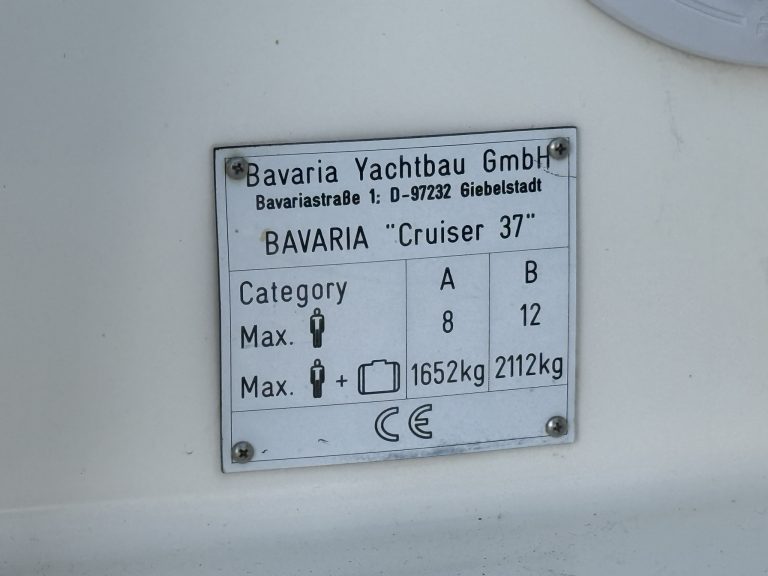 Bavaria Yachtbau GmbH
Bavariastraße 1; D-97232 Giebelstadt
BAVARIA "Cruiser 37"
Category A B
Max. 8 12
Max. + 1652kg 2112kg
CE